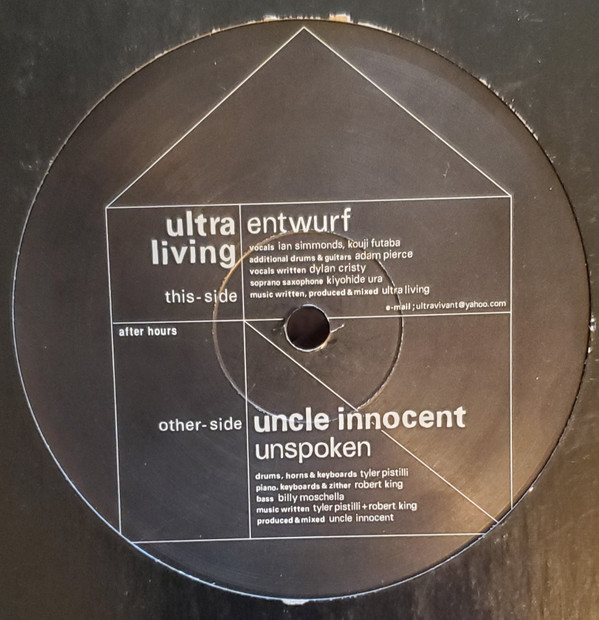 ultra living
entwurf
vocals ian simmonds, kouji futaba
additional drums & guitars adam pierce
vocals written dylan cristy
soprano saxophone kiyohide ura
music written, produced & mixed ultra living
this-side
e-mail;ultravivant@yahoo.com
after hours
other-side
uncle innocent
unspoken
drums, horns & keyboards tyler pistilli
piano, keyboards & zither robert king
bass billy moschella
music written tyler pistilli + robert king
produced & mixed uncle innocent